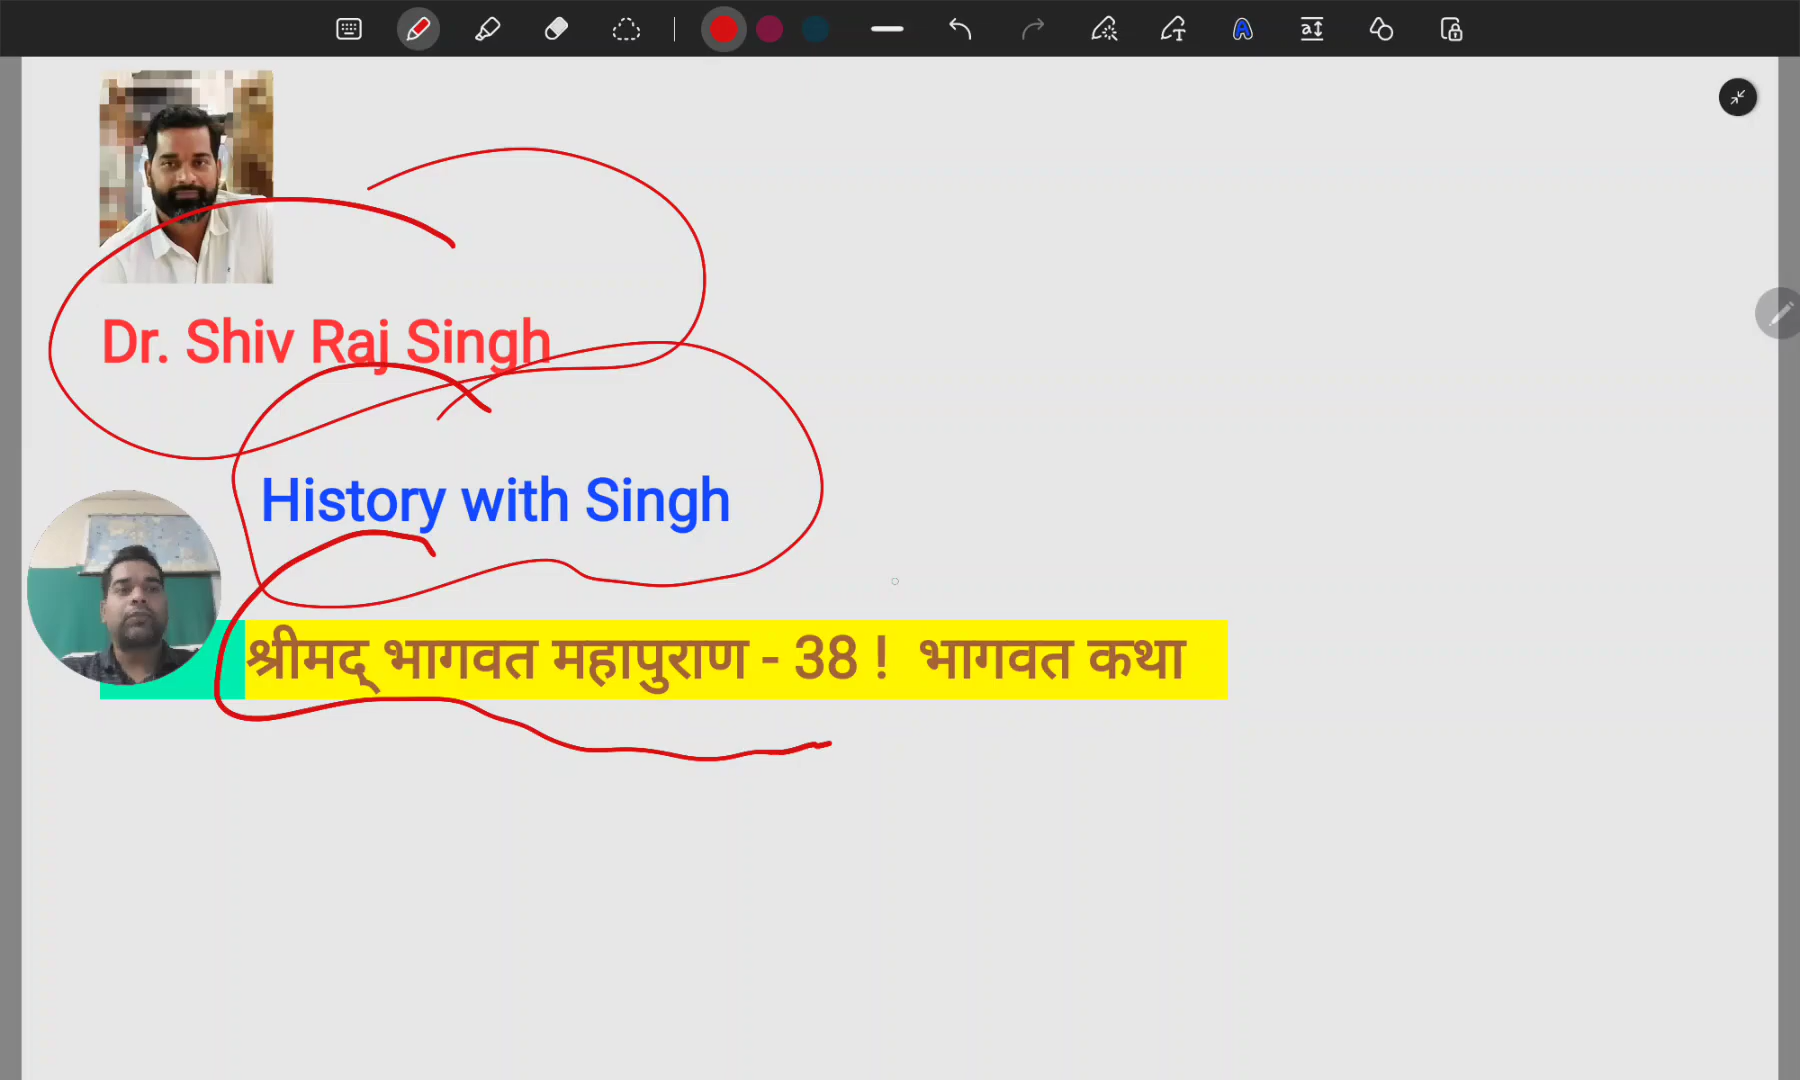 Dr. Shiv Raj Singh
History with Singh
श्रीमद् भागवत महापुराण - 38 ! भागवत कथा